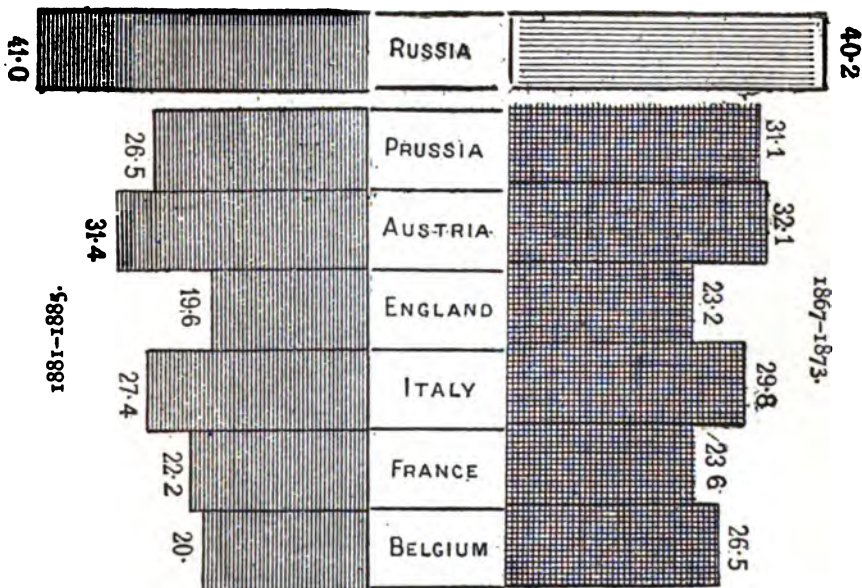 41·0
RUSSIA
40·2
26·5
PRUSSIA
31·1
31·4
AUSTRIA
32·1
19·6
ENGLAND
23·2
27·4
ITALY
29·8
22·2
FRANCE
23 6
20·
BELGIUM
26·5
1881–1885.
1867–1873.